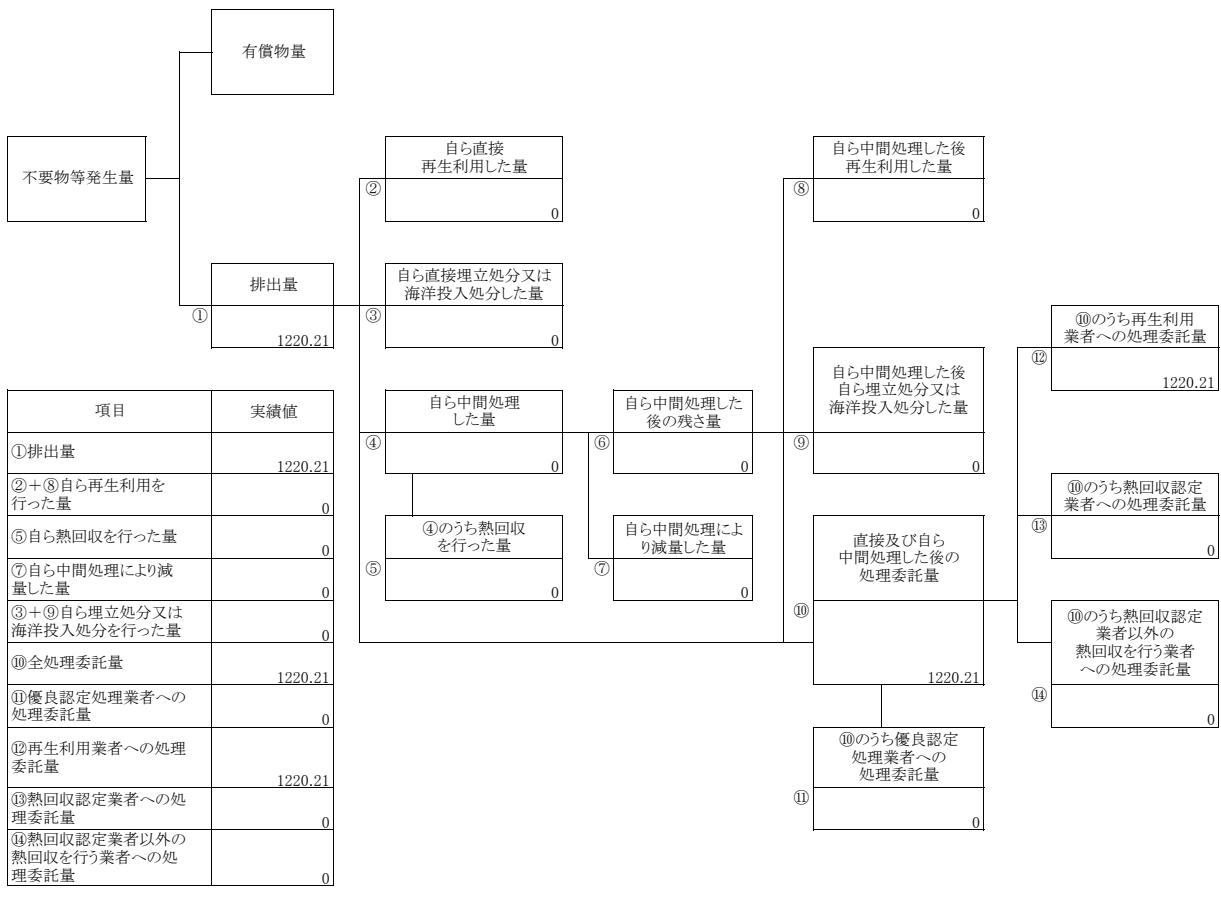 有償物量
不要物等発生量
排出量
①
1220.21
自ら直接
再生利用した量
②
0
自ら直接埋立処分又は
海洋投入処分した量
③
0
自ら中間処理
した量
④
0
④のうち熱回収
を行った量
⑤
0
自ら中間処理した
後の残さ量
⑥
0
自ら中間処理によ
り減量した量
⑦
0
自ら中間処理した後
再生利用した量
⑧
0
自ら中間処理した後
自ら埋立処分又は
海洋投入処分した量
⑨
0
直接及び自ら
中間処理した後の
処理委託量
⑩
1220.21
⑩のうち優良認定
処理業者への
処理委託量
⑪
0
⑩のうち再生利用
業者への処理委託量
⑫
1220.21
⑩のうち熱回収認定
業者への処理委託量
⑬
0
⑩のうち熱回収認定
業者以外の
熱回収を行う業者
への処理委託量
⑭
0
項目 実績値
①排出量
1220.21
②+⑧自ら再生利用を
行った量
0
⑤自ら熱回収を行った量
0
⑦自ら中間処理により減
量した量
0
③+⑨自ら埋立処分又は
海洋投入処分を行った量
0
⑩全処理委託量
1220.21
⑪優良認定処理業者への
処理委託量
0
⑫再生利用業者への処理
委託量
1220.21
⑬熱回収認定業者への処
理委託量
0
⑭熱回収認定業者以外の
熱回収を行う業者への処
理委託量
0